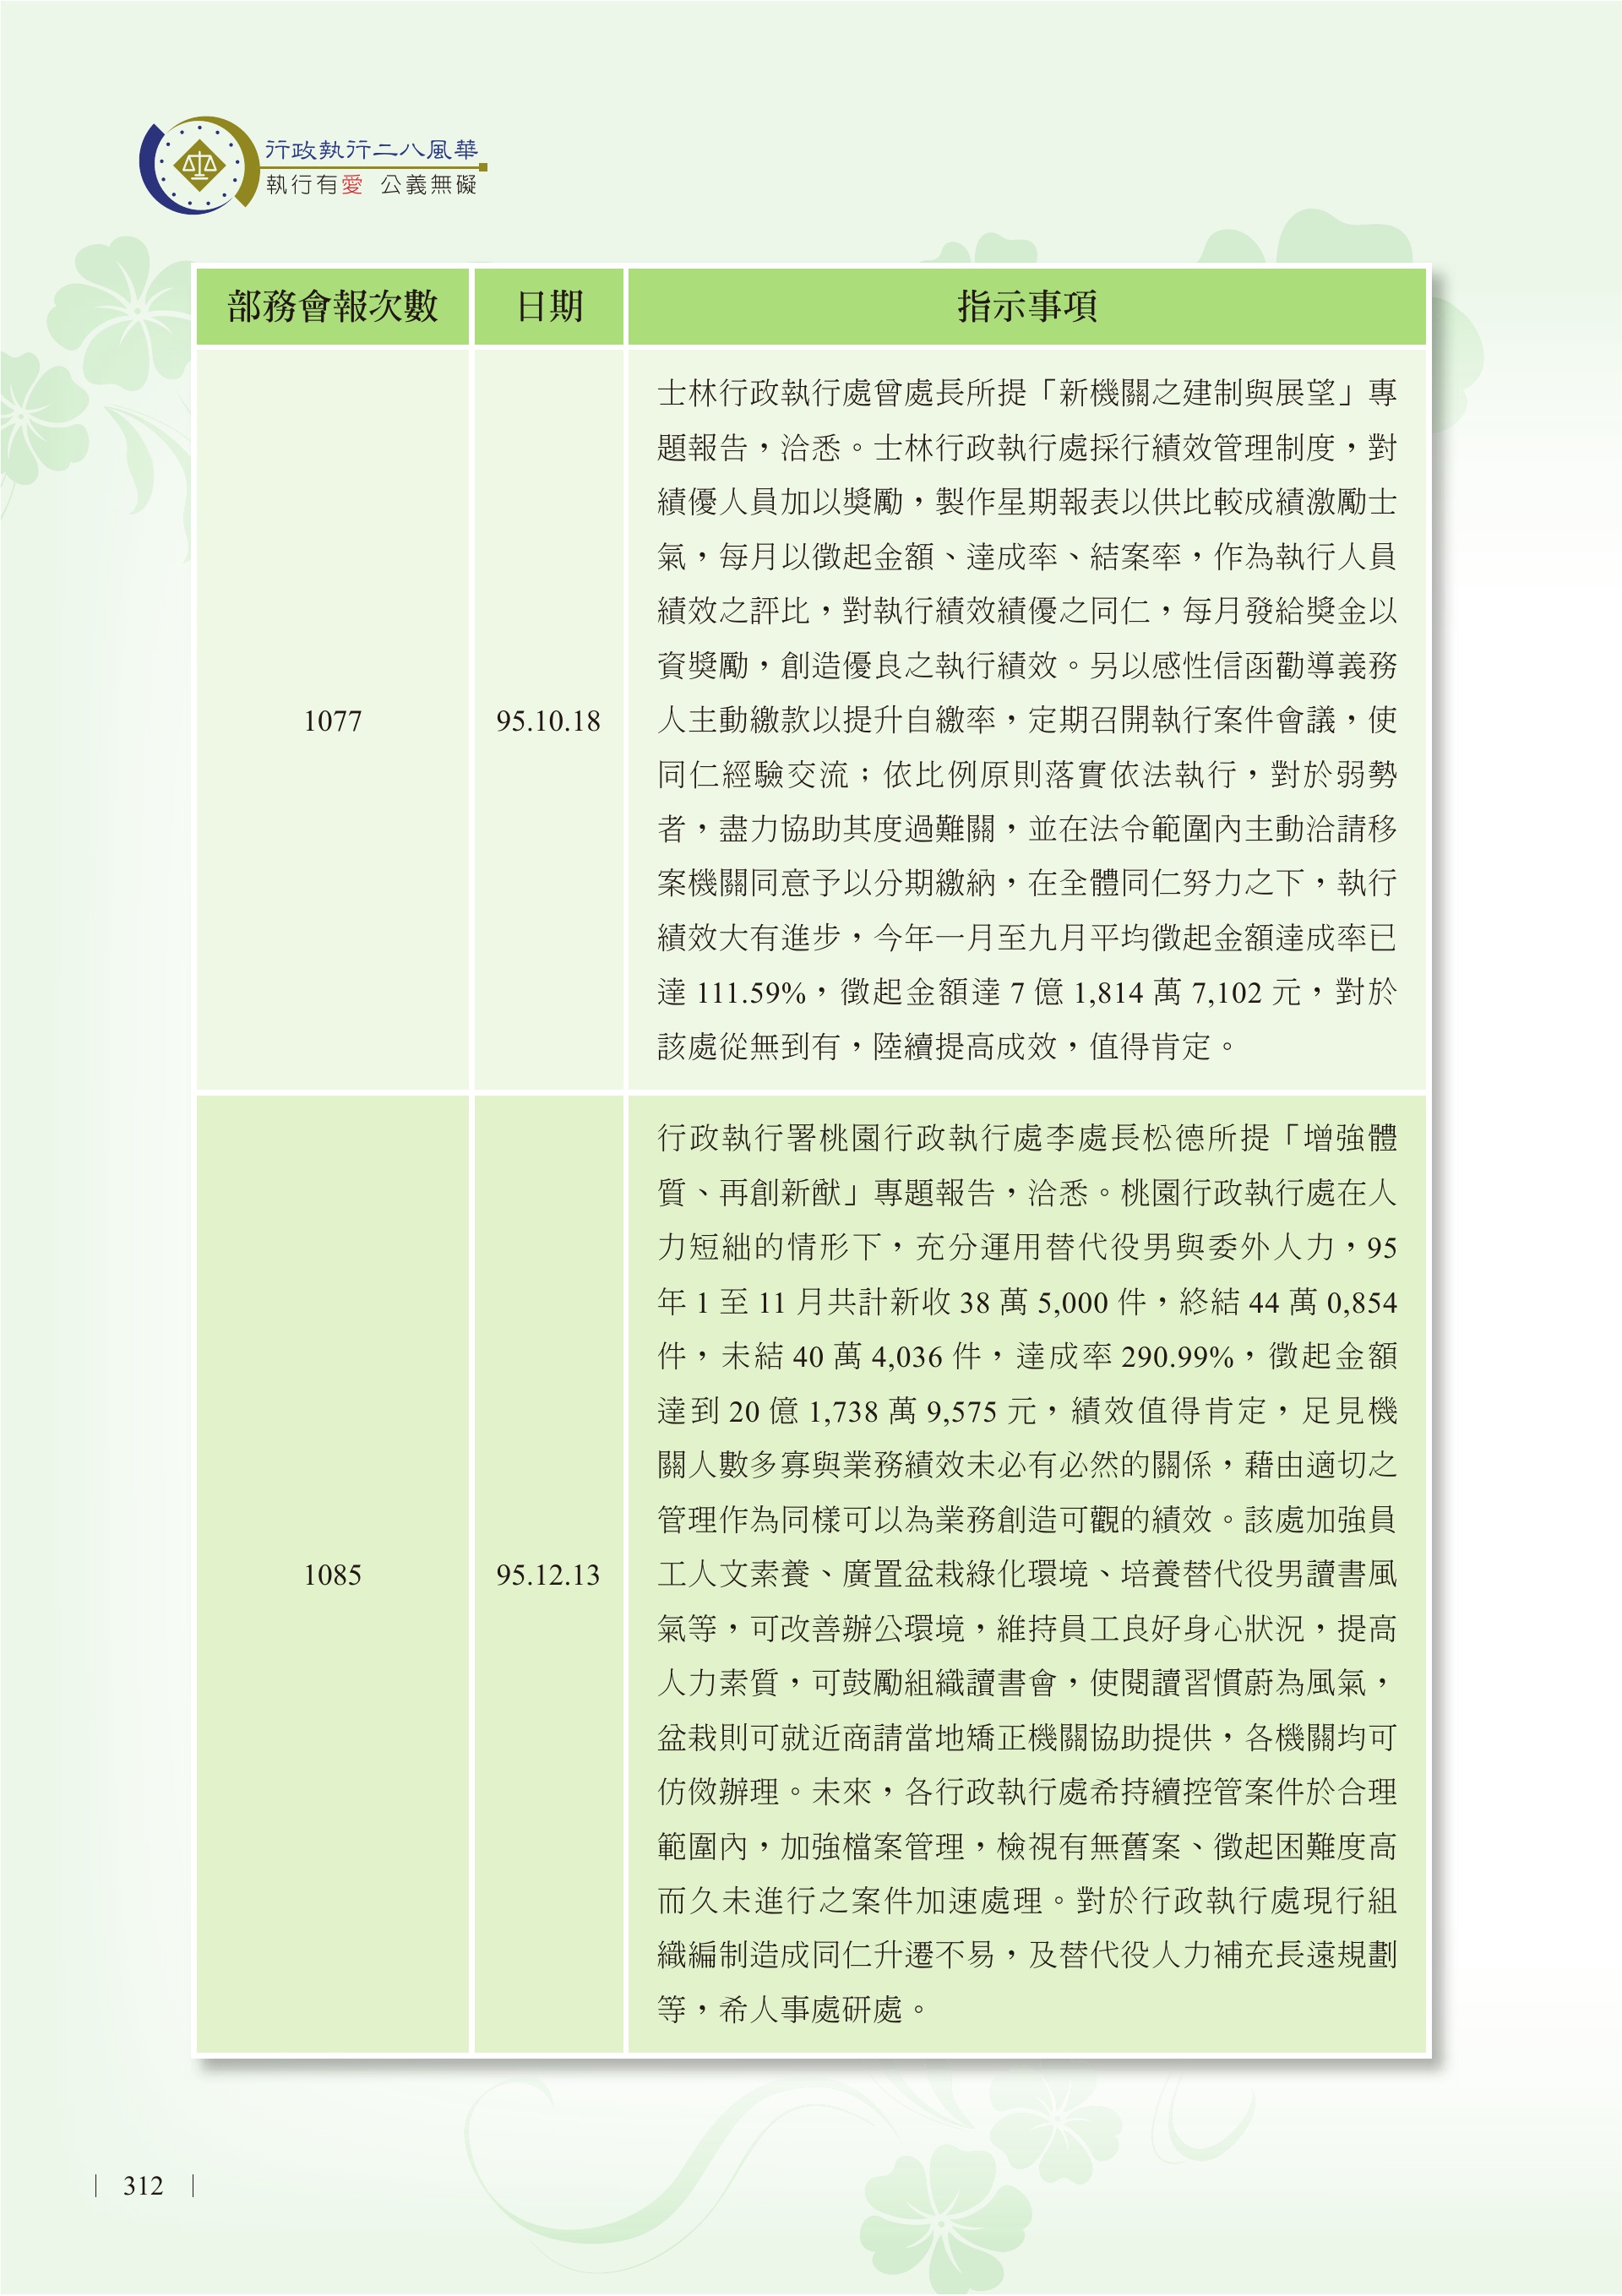 行政執行二八風華
執行有愛 公義無礙
部務會報次數
日期
指示事項
1077
95.10.18
士林行政執行處曾處長所提「新機關之建制與展望」專
題報告，洽悉。士林行政執行處採行績效管理制度，對
績優人員加以獎勵，製作星期報表以供比較成績激勵士
氣，每月以徵起金額、達成率、結案率，作為執行人員
績效之評比，對執行績效績優之同仁，每月發給獎金以
資獎勵，創造優良之執行績效。另以感性信函勸導義務
人主動繳款以提升自繳率，定期召開執行案件會議，使
同仁經驗交流；依比例原則落實依法執行，對於弱勢
者，盡力協助其度過難關，並在法令範圍內主動洽請移
案機關同意予以分期繳納，在全體同仁努力之下，執行
績效大有進步，今年一月至九月平均徵起金額達成率已
達 111.59%，徵起金額達 7 億 1,814 萬 7,102 元，對於
該處從無到有，陸續提高成效，值得肯定。
1085
95.12.13
行政執行署桃園行政執行處李處長松德所提「增強體
質、再創新猷」專題報告，洽悉。桃園行政執行處在人
力短絀的情形下，充分運用替代役男與委外人力，95
年 1 至 11 月共計新收 38 萬 5,000 件，終結 44 萬 0,854
件，未結 40 萬 4,036 件，達成率 290.99%，徵起金額
達到 20 億 1,738 萬 9,575 元，績效值得肯定，足見機
關人數多寡與業務績效未必有必然的關係，藉由適切之
管理作為同樣可以為業務創造可觀的績效。該處加強員
工人文素養、廣置盆栽綠化環境、培養替代役男讀書風
氣等，可改善辦公環境，維持員工良好身心狀況，提高
人力素質，可鼓勵組織讀書會，使閱讀習慣蔚為風氣，
盆栽則可就近商請當地矯正機關協助提供，各機關均可
仿傚辦理。未來，各行政執行處希持續控管案件於合理
範圍內，加強檔案管理，檢視有無舊案、徵起困難度高
而久未進行之案件加速處理。對於行政執行處現行組
織編制造成同仁升遷不易，及替代役人力補充長遠規劃
等，希人事處研處。
312